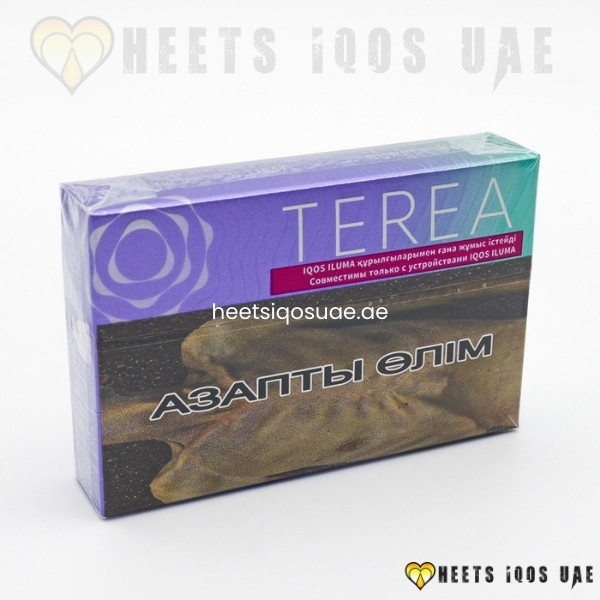 HEETS iQOS UAE
TEREA
IQOS ILUMA құрылғыларымен ғана жұмыс істейді
Совместимы только с устройствами IQOS ILUMA
heetsiqosuae.ae
АЗАПТЫ ӨЛІМ
HEETS iQOS UAE